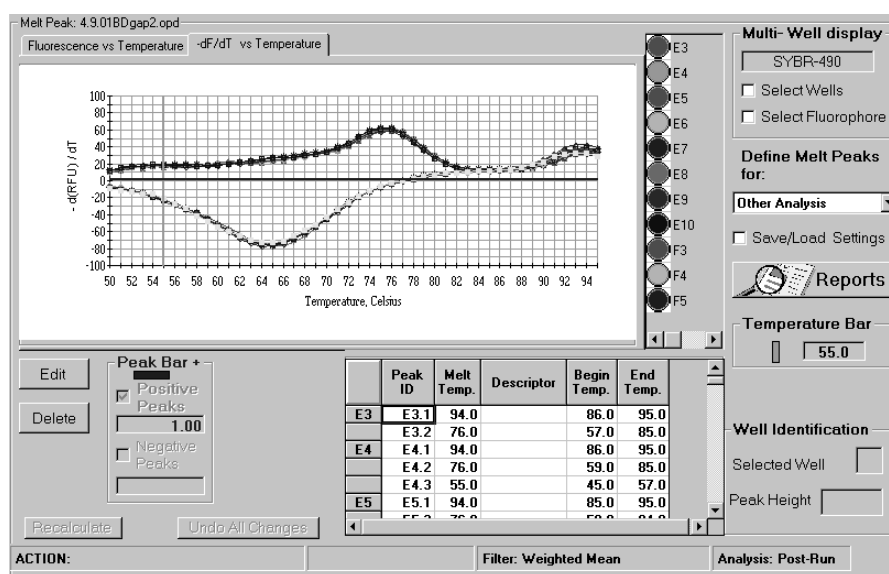 Melt Peak: 4.9.01BDgap2.opd
Fluorescence vs Temperature
-dF/dT vs Temperature
- d(RFU) / dT
100
80
60
40
20
0
-20
-40
-60
-80
-100
50 52 54 56 58 60 62 64 66 68 70 72 74 76 78 80 82 84 86 88 90 92 94
Temperature, Celsius
E3
E4
E5
E6
E7
E8
E9
E10
F3
F4
F5
Multi- Well display
SYBR-490
Select Wells
Select Fluorophore
Define Melt Peaks
for:
Other Analysis
Save/Load Settings
Reports
Temperature Bar
55.0
Edit
Delete
Peak Bar +
Positive
Peaks
1.00
Negative
Peaks
Recalculate
Undo All Changes
Peak ID Melt Temp. Descriptor Begin Temp. End Temp.
E3 E3.1 94.0 86.0 95.0
E3.2 76.0 57.0 85.0
E4 E4.1 94.0 86.0 95.0
E4.2 76.0 59.0 85.0
E4.3 55.0 45.0 57.0
E5 E5.1 94.0 85.0 95.0
Well Identification
Selected Well
Peak Height
ACTION:
Filter: Weighted Mean
Analysis: Post-Run